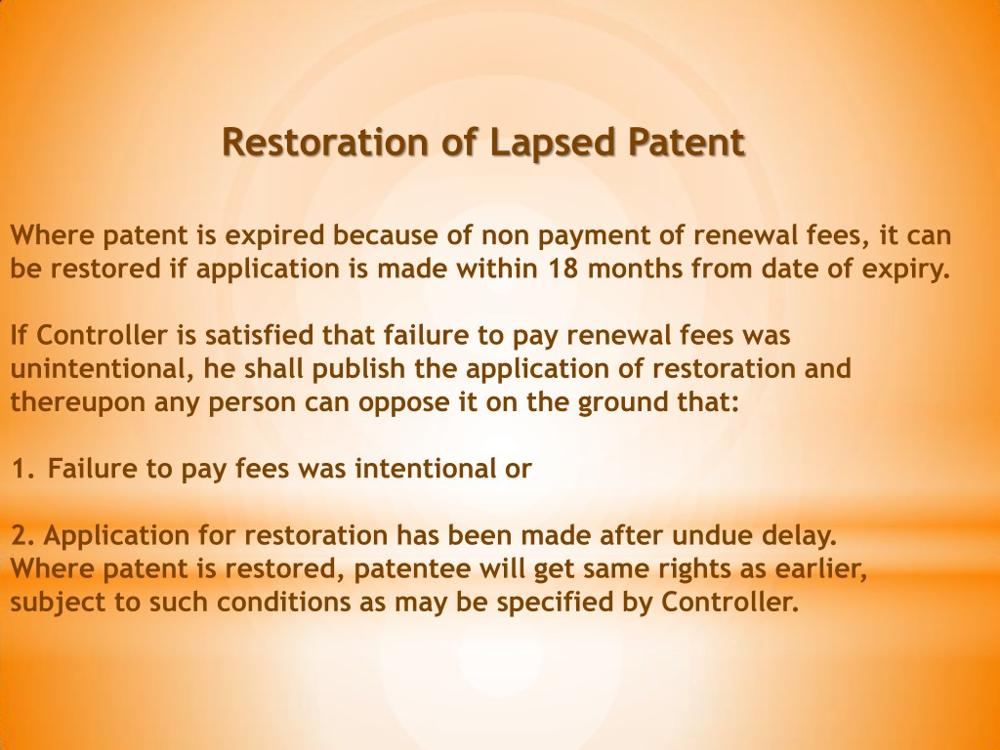 Restoration of Lapsed Patent
Where patent is expired because of non payment of renewal fees, it can
be restored if application is made within 18 months from date of expiry.
If Controller is satisfied that failure to pay renewal fees was
unintentional, he shall publish the application of restoration and
thereupon any person can oppose it on the ground that:
1. Failure to pay fees was intentional or
2. Application for restoration has been made after undue delay.
Where patent is restored, patentee will get same rights as earlier,
subject to such conditions as may be specified by Controller.